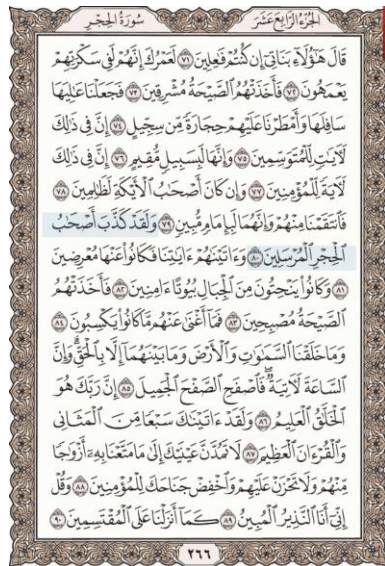 الجزء الرابع عشر
سورة الحجر
قَالَ هَٰٓؤُلَآءِ بَنَاتِيٓ إِن كُنتُمْ فَٰعِلِينَ ٧١ لَعَمْرُكَ إِنَّهُمْ لَفِي سَكْرَتِهِمْ
يَعْمَهُونَ ٧٢ فَأَخَذَتْهُمُ ٱلصَّيْحَةُ مُشْرِقِينَ ٧٣ فَجَعَلْنَا عَٰلِيَهَا
سَافِلَهَا وَأَمْطَرْنَا عَلَيْهِمْ حِجَارَةً مِّن سِجِّيلٍ ٧٤ إِنَّ فِي ذَٰلِكَ
لَءَايَٰتٍ لِّلْمُتَوَسِّمِينَ ٧٥ وَإِنَّهَا لَبِسَبِيلٍ مُّقِيمٍ ٧٦ إِنَّ فِي ذَٰلِكَ
لَءَايَةً لِّلْمُؤْمِنِينَ ٧٧ وَإِن كَانَ أَصْحَٰبُ ٱلْأَيْكَةِ لَظَٰلِمِينَ ٧٨
فَٱنتَقَمْنَا مِنْهُمْ وَإِنَّهُمَا لَبِإِمَامٍ مُّبِينٍ ٧٩ وَلَقَدْ كَذَّبَ أَصْحَٰبُ
ٱلْحِجْرِ ٱلْمُرْسَلِينَ ٨٠ وَءَاتَيْنَٰهُمْ ءَايَٰتِنَا فَكَانُوا۟ عَنْهَا مُعْرِضِينَ
٨١ وَكَانُوا۟ يَنْحِتُونَ مِنَ ٱلْجِبَالِ بُيُوتًا ءَامِنِينَ ٨٢ فَأَخَذَتْهُمُ
ٱلصَّيْحَةُ مُصْبِحِينَ ٨٣ فَمَآ أَغْنَىٰ عَنْهُم مَّا كَانُوا۟ يَكْسِبُونَ ٨٤
وَمَا خَلَقْنَا ٱلسَّمَٰوَٰتِ وَٱلْأَرْضَ وَمَا بَيْنَهُمَآ إِلَّا بِٱلْحَقِّ ۗ وَإِنَّ
ٱلسَّاعَةَ لَءَاتِيَةٌ ۖ فَٱصْفَحِ ٱلصَّفْحَ ٱلْجَمِيلَ ٨٥ إِنَّ رَبَّكَ هُوَ
ٱلْخَلَّٰقُ ٱلْعَلِيمُ ٨٦ وَلَقَدْ ءَاتَيْنَٰكَ سَبْعًا مِّنَ ٱلْمَثَانِي
وَٱلْقُرْءَانَ ٱلْعَظِيمَ ٨٧ لَا تَمُدَّنَّ عَيْنَيْكَ إِلَىٰ مَا مَتَّعْنَا بِهِۦٓ أَزْوَٰجًا
مِّنْهُمْ وَلَا تَحْزَنْ عَلَيْهِمْ وَٱخْفِضْ جَنَاحَكَ لِلْمُؤْمِنِينَ ٨٨ وَقُلْ
إِنِّيٓ أَنَا ٱلنَّذِيرُ ٱلْمُبِينُ ٨٩ كَمَآ أَنزَلْنَا عَلَى ٱلْمُقْتَسِمِينَ ٩٠
٢٦٦